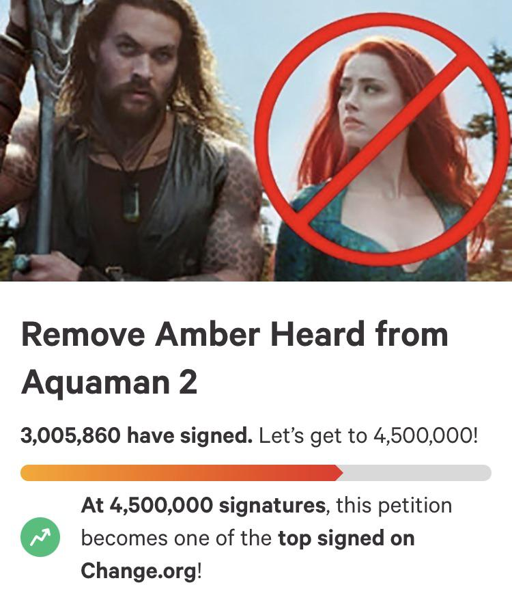 Remove Amber Heard from
Aquaman 2
3,005,860 have signed. Let’s get to 4,500,000!
At 4,500,000 signatures, this petition
becomes one of the top signed on
Change.org!